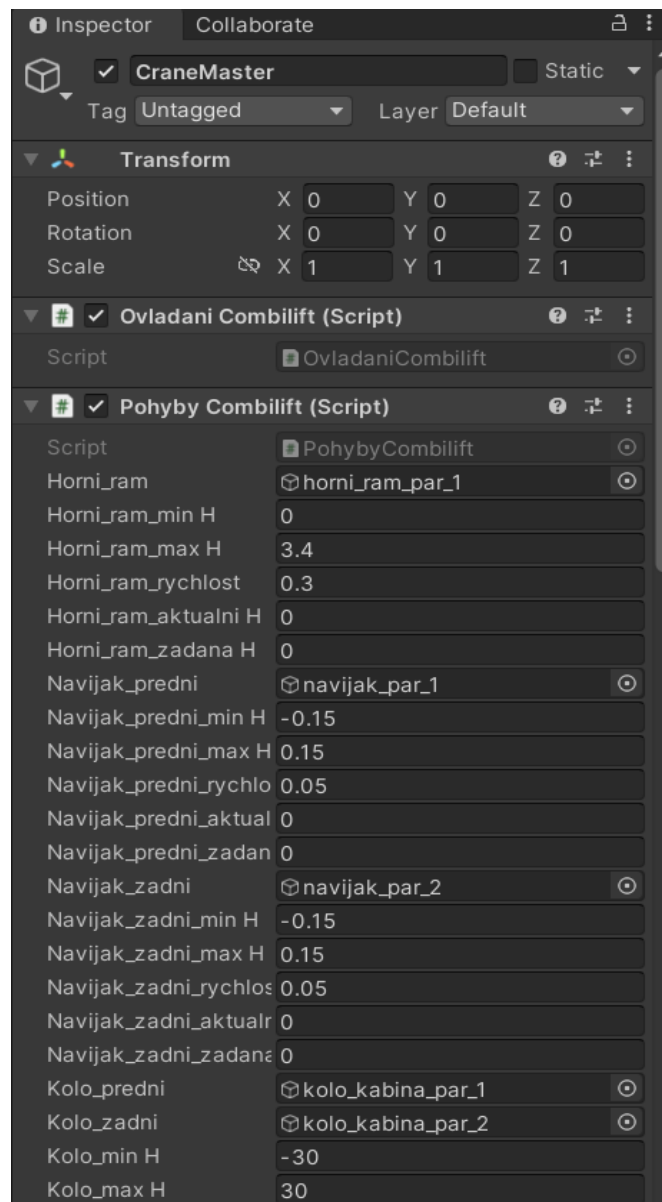 Inspector Collaborate
CraneMaster Static
Tag Untagged Layer Default
Transform
Position X 0 Y 0 Z 0
Rotation X 0 Y 0 Z 0
Scale X 1 Y 1 Z 1
# Ovladani Combilift (Script)
Script # OvladaniCombilift
# Pohyby Combilift (Script)
Script # PohybyCombilift
Horni_ram horni_ram_par_1
Horni_ram_min H 0
Horni_ram_max H 3.4
Horni_ram_rychlost 0.3
Horni_ram_aktualni H 0
Horni_ram_zadana H 0
Navijak_predni navijak_par_1
Navijak_predni_min H -0.15
Navijak_predni_max H 0.15
Navijak_predni_rychlo 0.05
Navijak_predni_aktual 0
Navijak_predni_zadan 0
Navijak_zadni navijak_par_2
Navijak_zadni_min H -0.15
Navijak_zadni_max H 0.15
Navijak_zadni_rychlos 0.05
Navijak_zadni_aktualr 0
Navijak_zadni_zadana 0
Kolo_predni kolo_kabina_par_1
Kolo_zadni kolo_kabina_par_2
Kolo_min H -30
Kolo_max H 30